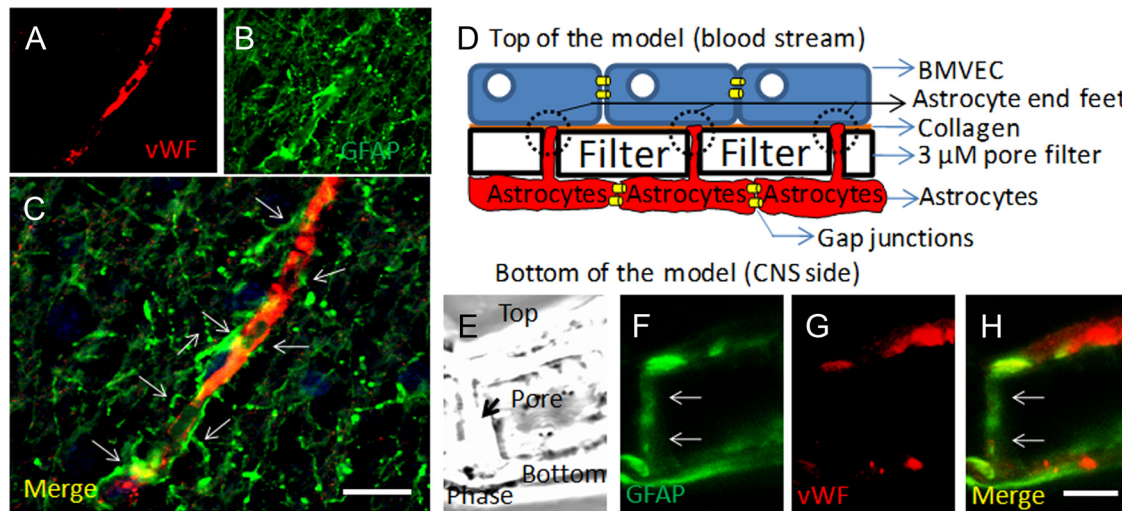 A
vWF
B
GFAP
C
Merge
D Top of the model (blood stream)
BMVEC
Astrocyte end feet
Collagen
Filter Filter
3 µM pore filter
Astrocytes Astrocytes Astrocytes
Astrocytes
Gap junctions
Bottom of the model (CNS side)
E
Top
Pore
Bottom
Phase
F
GFAP
G
vWF
H
Merge